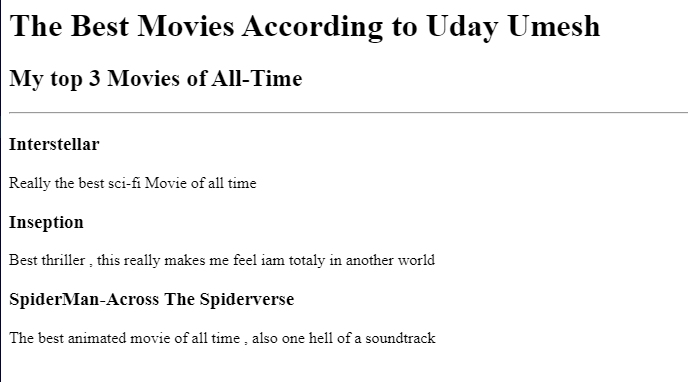 The Best Movies According to Uday Umesh
My top 3 Movies of All-Time
Interstellar
Really the best sci-fi Movie of all time
Inseption
Best thriller , this really makes me feel iam totaly in another world
SpiderMan-Across The Spiderverse
The best animated movie of all time , also one hell of a soundtrack